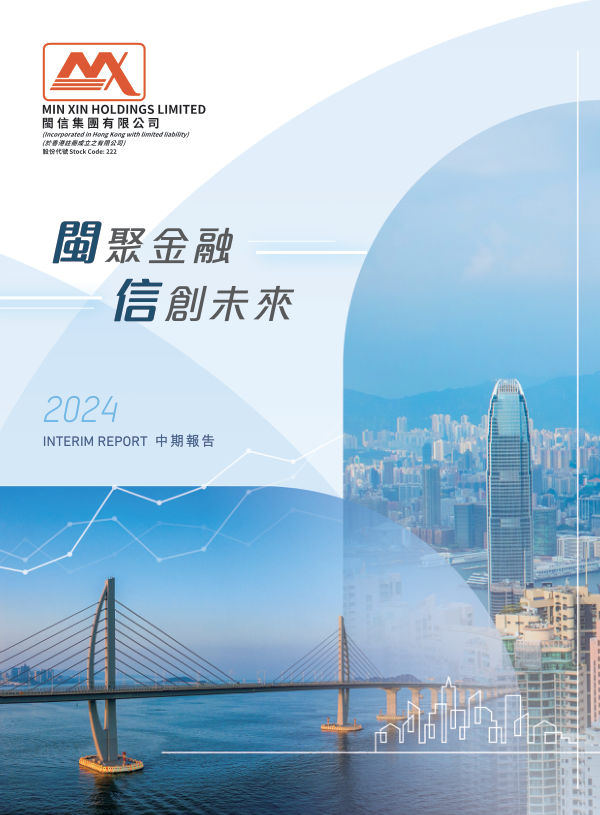 MX
MIN XIN HOLDINGS LIMITED
閩信集團有限公司
(Incorporated in Hong Kong with limited liability)
(於香港註冊成立之有限公司)
股份代號 Stock Code: 222
閩聚金融
信創未來
2024
INTERIM REPORT 中期報告